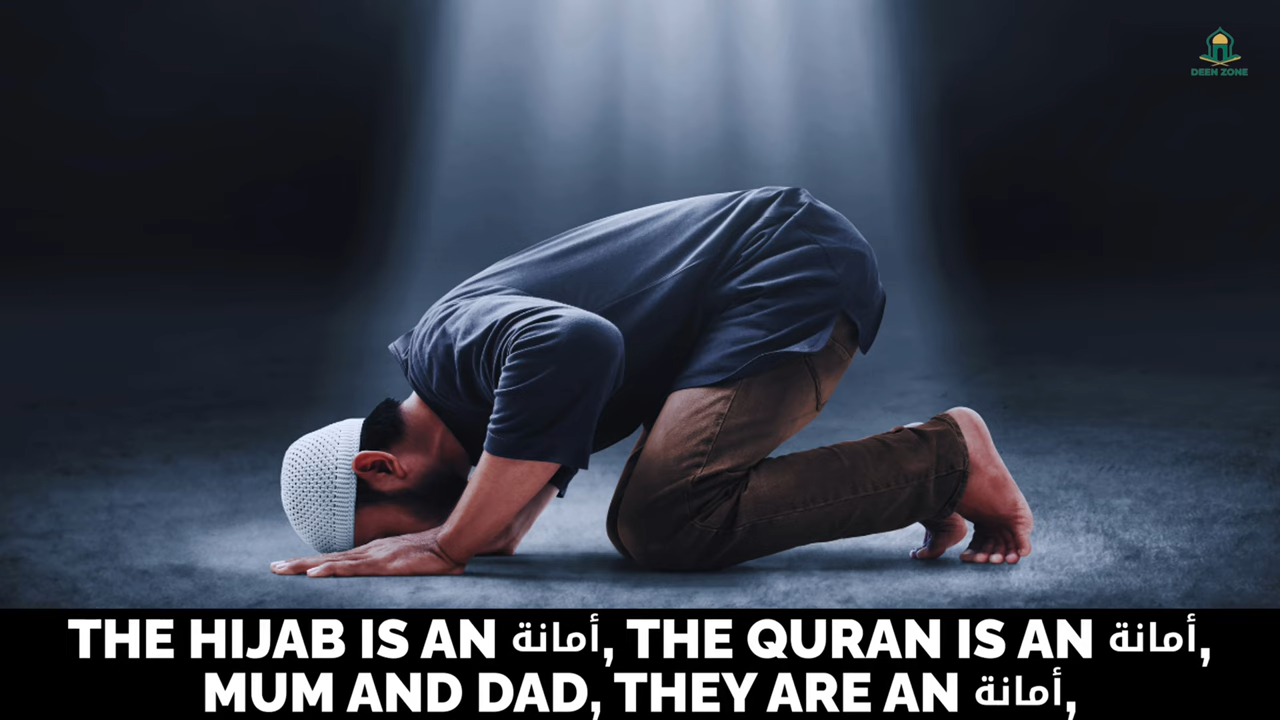 DEEN ZONE
THE HIJAB IS AN أمانة, THE QURAN IS AN أمانة,
MUM AND DAD, THEY ARE AN أمانة,